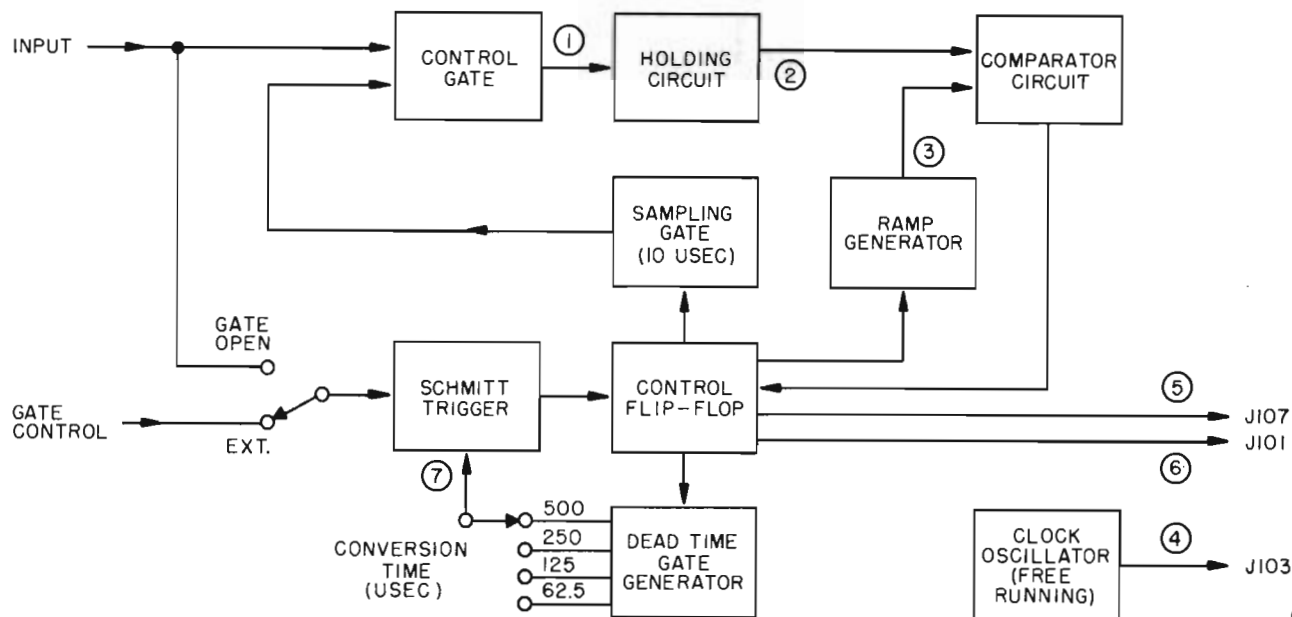 INPUT
CONTROL
GATE
①
HOLDING
CIRCUIT
②
COMPARATOR
CIRCUIT
③
SAMPLING
GATE
(10 USEC)
RAMP
GENERATOR
GATE
OPEN
GATE
CONTROL
EXT.
SCHMITT
TRIGGER
CONTROL
FLIP-FLOP
⑤
J107
J101
⑥
⑦
CONVERSION
TIME
(USEC)
500
250
125
62.5
DEAD TIME
GATE
GENERATOR
CLOCK
OSCILLATOR
(FREE
RUNNING)
④
J103